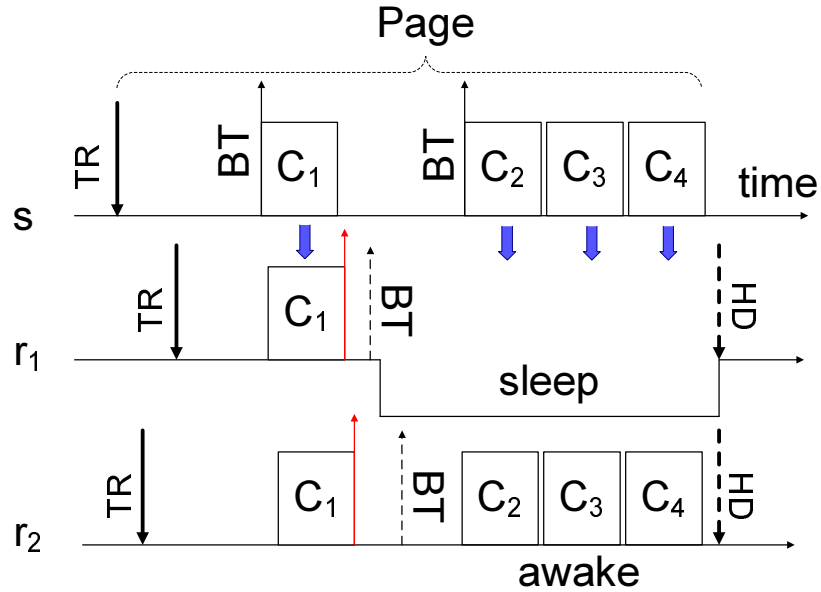 Page
TR
BT
C₁
BT
C₂
C₃
C₄
time
s
TR
C₁
BT
HD
r₁
sleep
TR
C₁
BT
C₂
C₃
C₄
HD
r₂
awake